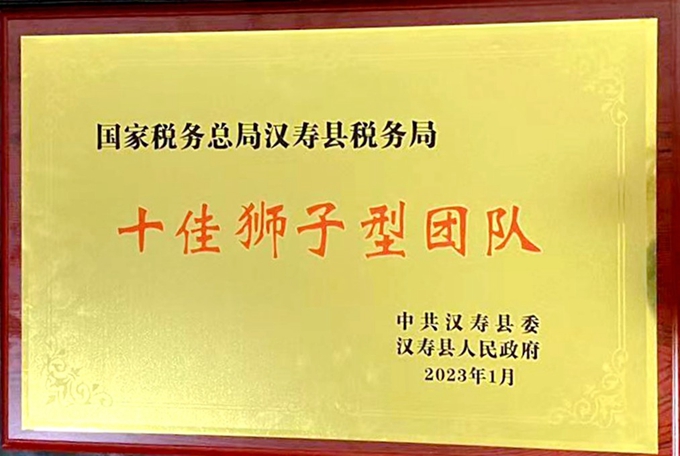 国家税务总局汉寿县税务局
十佳狮子型团队
中共汉寿县委
汉寿县人民政府
2023年1月